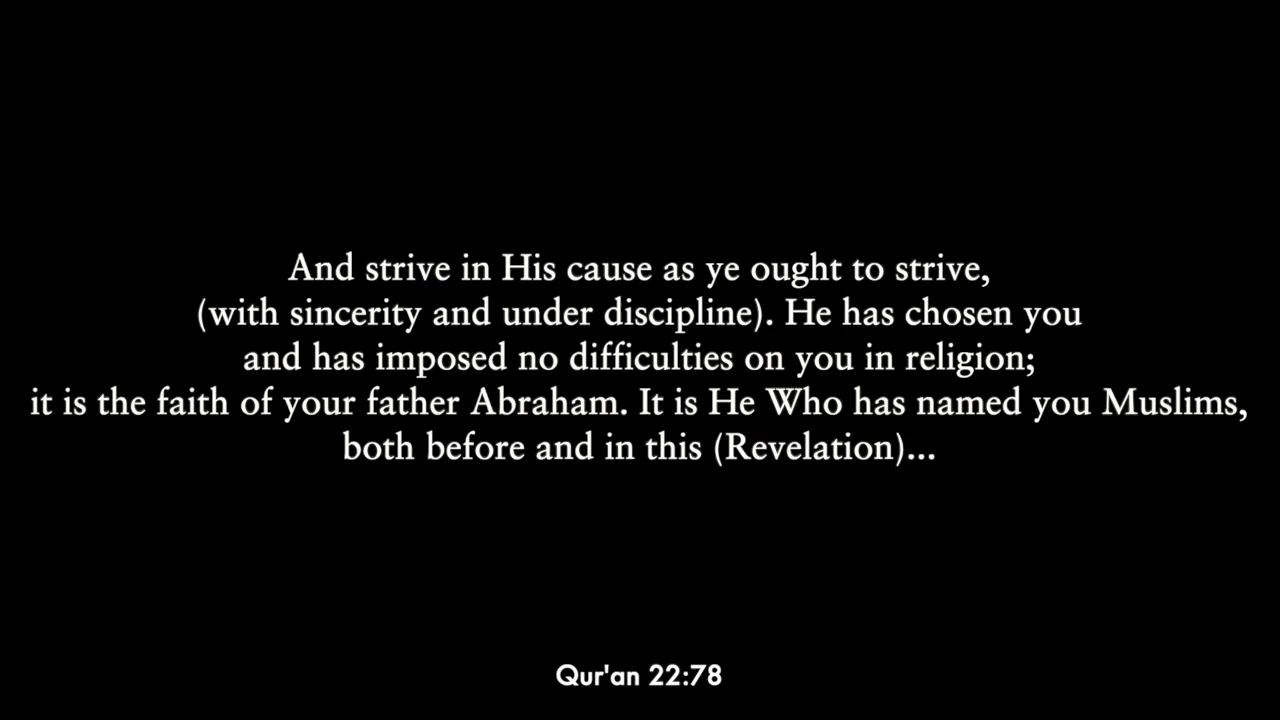 And strive in His cause as ye ought to strive,
(with sincerity and under discipline). He has chosen you
and has imposed no difficulties on you in religion;
it is the faith of your father Abraham. It is He Who has named you Muslims,
both before and in this (Revelation)...
Qur'an 22:78